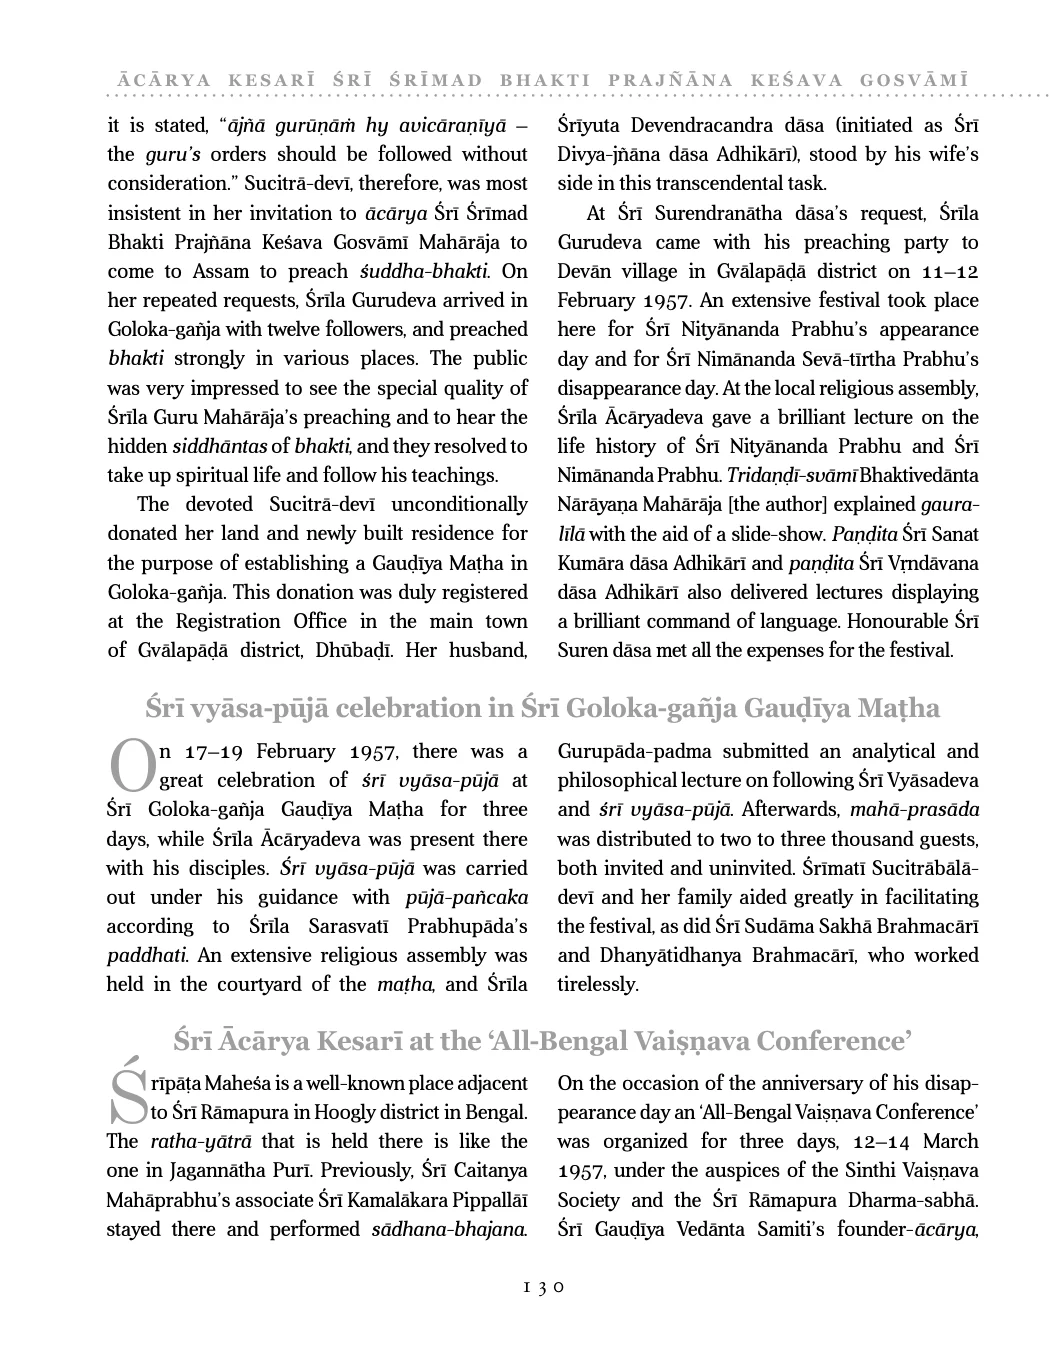 ĀCĀRYA KESARĪ ŚRĪ ŚRĪMAD BHAKTI PRAJÑĀNA KEŚAVA GOSVĀMĪ
it is stated, “ājñā gurūṇāṁ hy avicāraṇīyā –
the guru’s orders should be followed without
consideration.” Sucitrā-devī, therefore, was most
insistent in her invitation to ācārya Śrī Śrīmad
Bhakti Prajñāna Keśava Gosvāmī Mahārāja to
come to Assam to preach śuddha-bhakti. On
her repeated requests, Śrīla Gurudeva arrived in
Goloka-gañja with twelve followers, and preached
bhakti strongly in various places. The public
was very impressed to see the special quality of
Śrīla Guru Mahārāja’s preaching and to hear the
hidden siddhāntas of bhakti, and they resolved to
take up spiritual life and follow his teachings.
The devoted Sucitrā-devī unconditionally
donated her land and newly built residence for
the purpose of establishing a Gauḍīya Maṭha in
Goloka-gañja. This donation was duly registered
at the Registration Office in the main town
of Gvālapāḍā district, Dhūbaḍī. Her husband,
Śrīyuta Devendracandra dāsa (initiated as Śrī
Divya-jñāna dāsa Adhikārī), stood by his wife’s
side in this transcendental task.
At Śrī Surendranātha dāsa’s request, Śrīla
Gurudeva came with his preaching party to
Devān village in Gvālapāḍā district on 11–12
February 1957. An extensive festival took place
here for Śrī Nityānanda Prabhu’s appearance
day and for Śrī Nimānanda Sevā-tīrtha Prabhu’s
disappearance day. At the local religious assembly,
Śrīla Ācāryadeva gave a brilliant lecture on the
life history of Śrī Nityānanda Prabhu and Śrī
Nimānanda Prabhu. Tridaṇḍī-svāmī Bhaktivedānta
Nārāyaṇa Mahārāja [the author] explained gaura-
līlā with the aid of a slide-show. Paṇḍita Śrī Sanat
Kumāra dāsa Adhikārī and paṇḍita Śrī Vṛndāvana
dāsa Adhikārī also delivered lectures displaying
a brilliant command of language. Honourable Śrī
Suren dāsa met all the expenses for the festival.
Śrī vyāsa-pūjā celebration in Śrī Goloka-gañja Gauḍīya Maṭha
On 17–19 February 1957, there was a
great celebration of śrī vyāsa-pūjā at
Śrī Goloka-gañja Gauḍīya Maṭha for three
days, while Śrīla Ācāryadeva was present there
with his disciples. Śrī vyāsa-pūjā was carried
out under his guidance with pūjā-pañcaka
according to Śrīla Sarasvatī Prabhupāda’s
paddhati. An extensive religious assembly was
held in the courtyard of the maṭha, and Śrīla
Gurupāda-padma submitted an analytical and
philosophical lecture on following Śrī Vyāsadeva
and śrī vyāsa-pūjā. Afterwards, mahā-prasāda
was distributed to two to three thousand guests,
both invited and uninvited. Śrīmatī Sucitrābālā-
devī and her family aided greatly in facilitating
the festival, as did Śrī Sudāma Sakhā Brahmacārī
and Dhanyātidhanya Brahmacārī, who worked
tirelessly.
Śrī Ācārya Kesarī at the ‘All-Bengal Vaiṣṇava Conference’
Śrīpāṭa Maheśa is a well-known place adjacent
to Śrī Rāmapura in Hoogly district in Bengal.
The ratha-yātrā that is held there is like the
one in Jagannātha Purī. Previously, Śrī Caitanya
Mahāprabhu’s associate Śrī Kamalākara Pippallāī
stayed there and performed sādhana-bhajana.
On the occasion of the anniversary of his disap-
pearance day an ‘All-Bengal Vaiṣṇava Conference’
was organized for three days, 12–14 March
1957, under the auspices of the Sinthi Vaiṣṇava
Society and the Śrī Rāmapura Dharma-sabhā.
Śrī Gauḍīya Vedānta Samiti’s founder-ācārya,
130